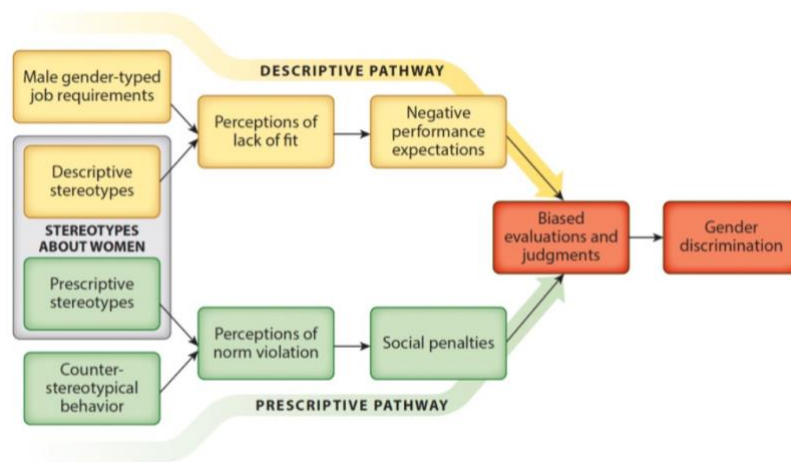 DESCRIPTIVE PATHWAY
Male gender-typed
job requirements
Perceptions of
lack of fit
Negative
performance
expectations
Descriptive
stereotypes
STEREOTYPES
ABOUT WOMEN
Prescriptive
stereotypes
Biased
evaluations and
judgments
Gender
discrimination
Perceptions of
norm violation
Social penalties
Counter-
stereotypical
behavior
PRESCRIPTIVE PATHWAY